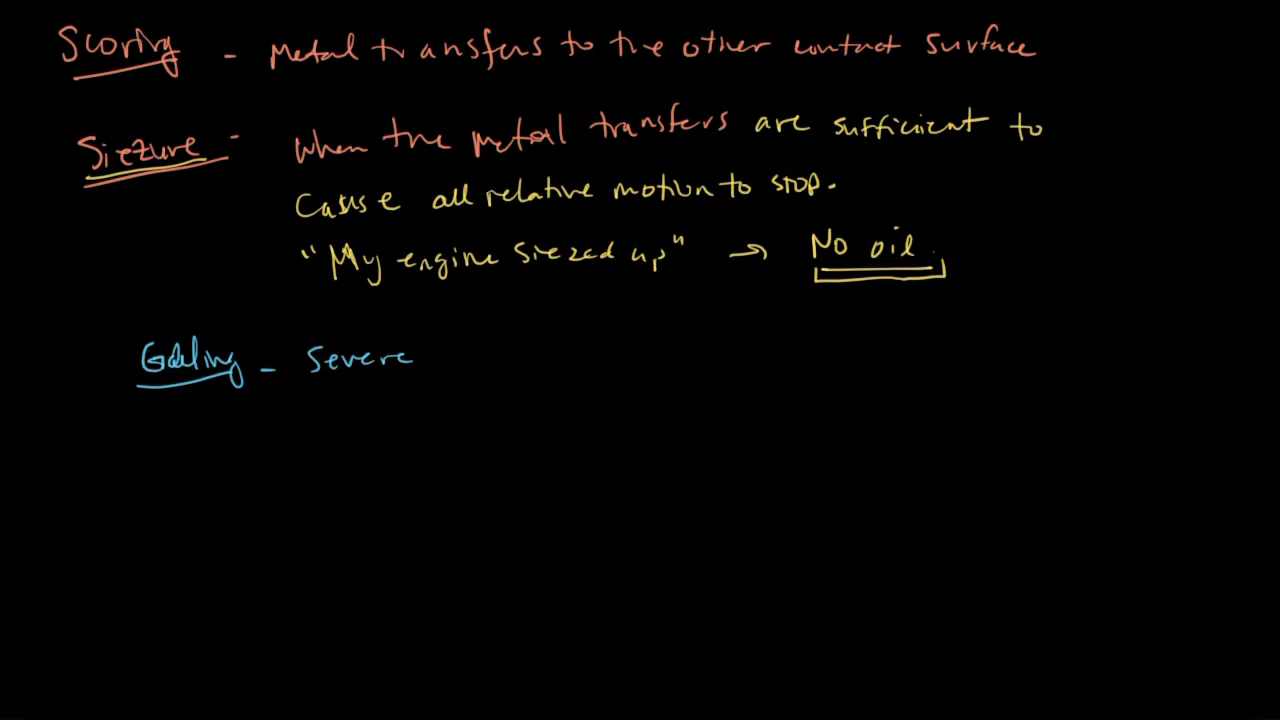 Scoring - Metal transfers to the other contact surface
Siezure - When the Metal transfers are sufficient to
Cause all relative motion to stop.
"My engine siezed up" → No oil
Galling - Severe